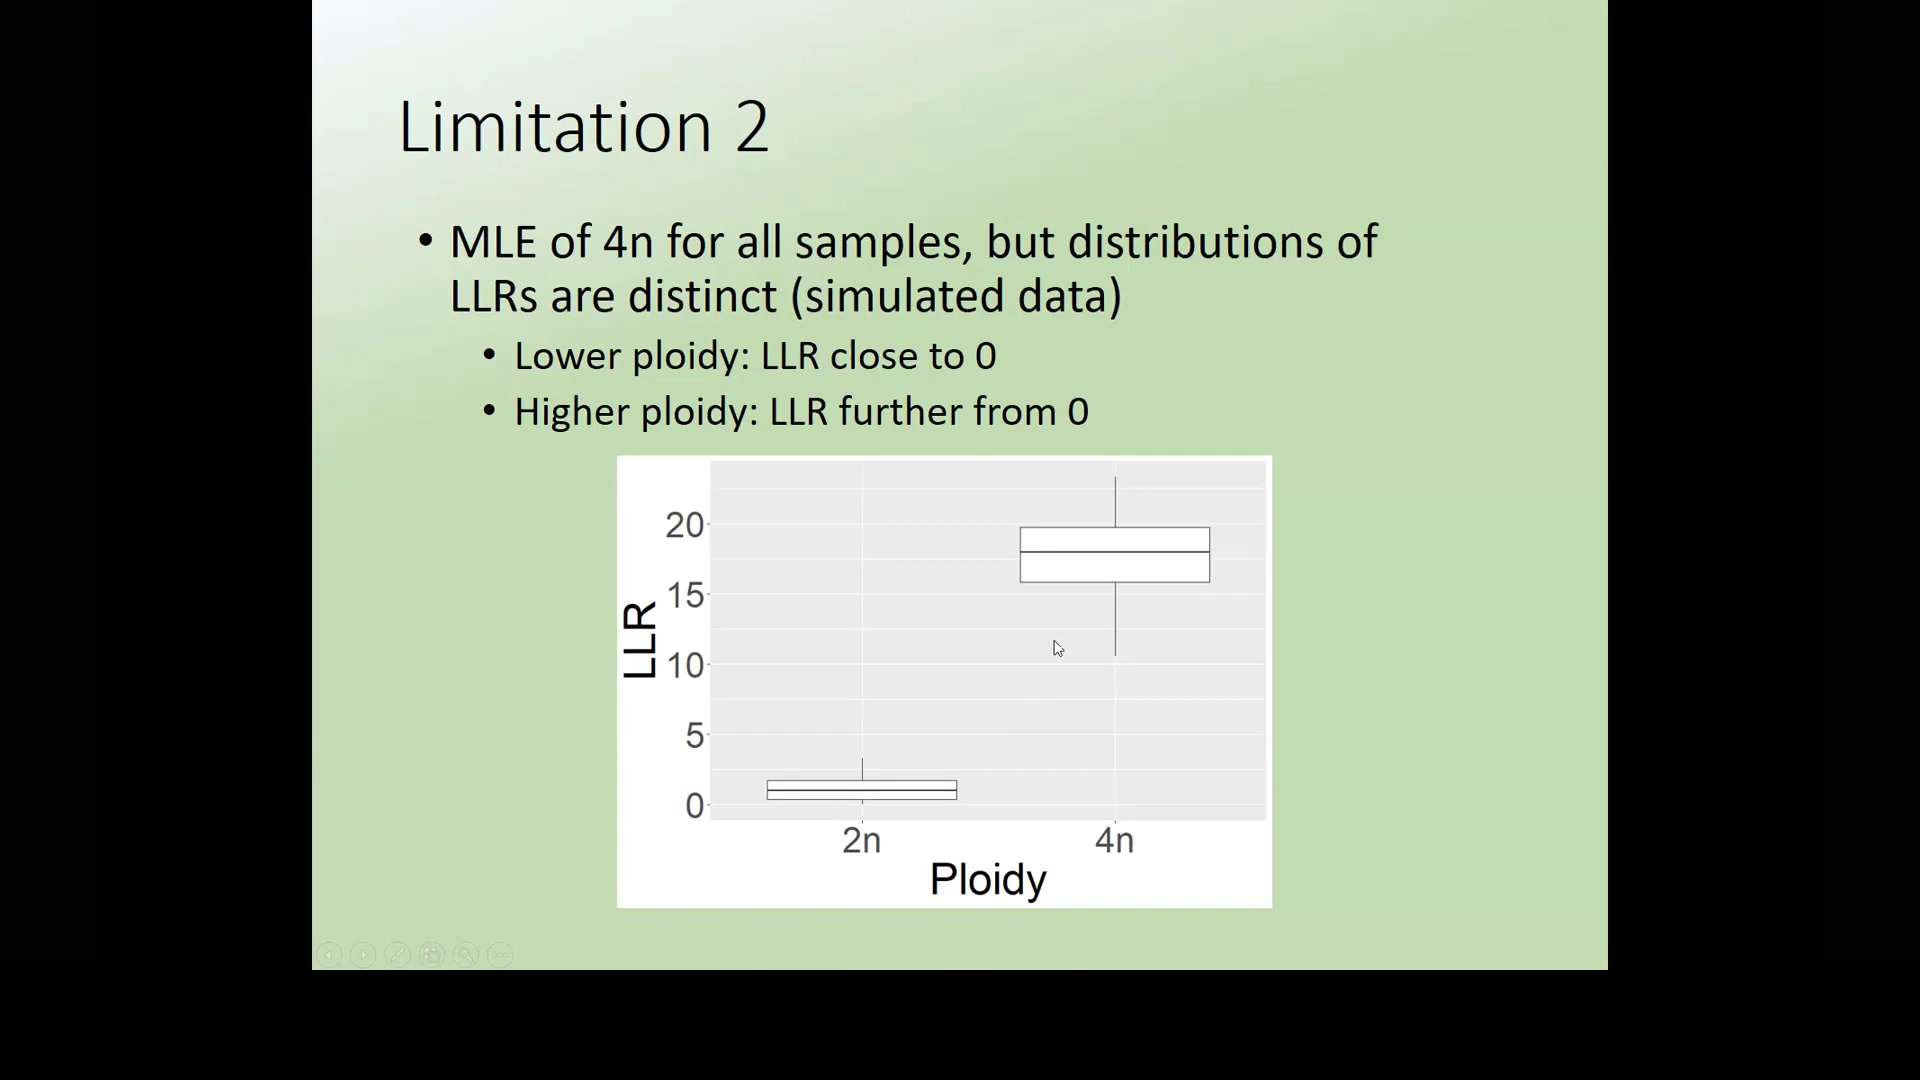 Limitation 2
• MLE of 4n for all samples, but distributions of
LLRs are distinct (simulated data)
• Lower ploidy: LLR close to 0
• Higher ploidy: LLR further from 0
LLR
20
15
10
5
0
2n 4n
Ploidy